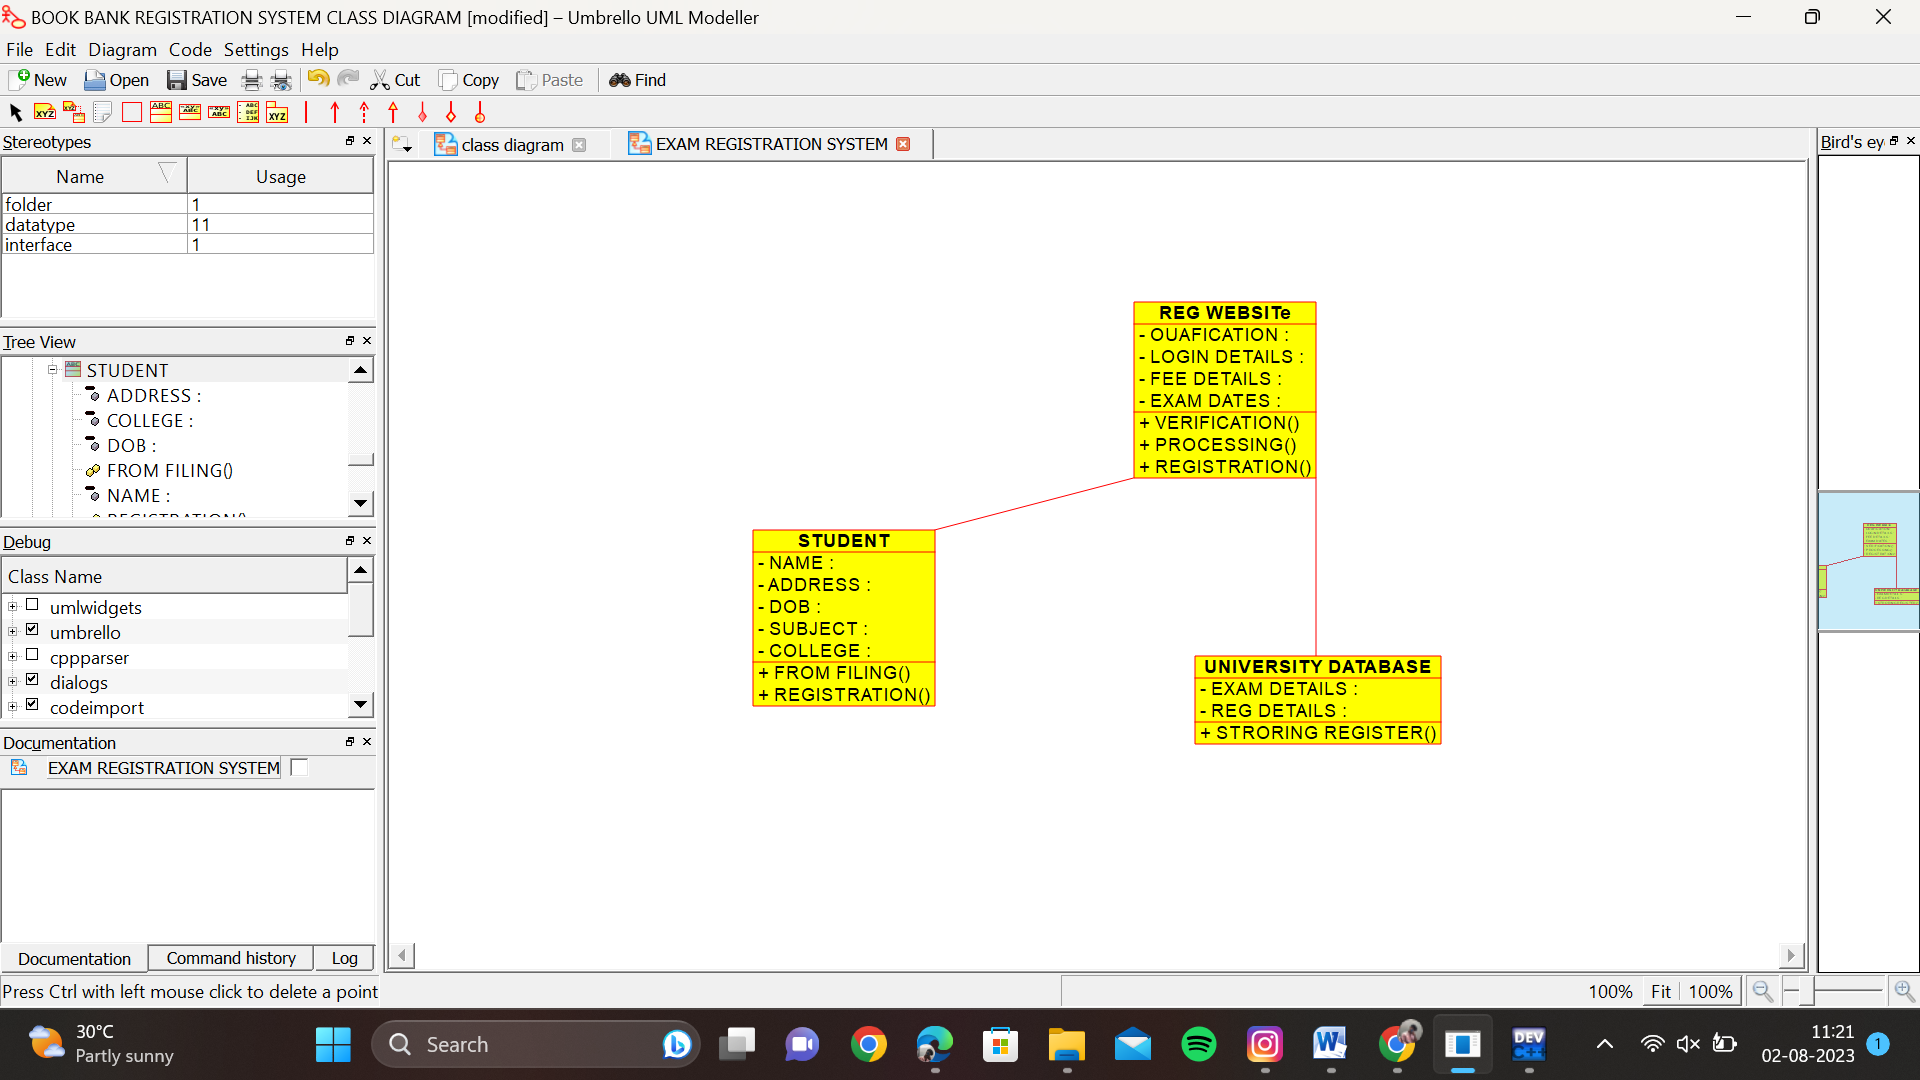 BOOK BANK REGISTRATION SYSTEM CLASS DIAGRAM [modified] – Umbrello UML Modeller
File Edit Diagram Code Settings Help
New Open Save Cut Copy Paste Find
Stereotypes
Name Usage
folder 1
datatype 11
interface 1
Tree View
STUDENT
ADDRESS :
COLLEGE :
DOB :
FROM FILING()
NAME :
REGISTRATION()
Debug
Class Name
umlwidgets
umbrello
cppparser
dialogs
codeimport
Documentation
EXAM REGISTRATION SYSTEM
Documentation Command history Log
Press Ctrl with left mouse click to delete a point
class diagram
EXAM REGISTRATION SYSTEM
REG WEBSITe
- OUAFICATION :
- LOGIN DETAILS :
- FEE DETAILS :
- EXAM DATES :
+ VERIFICATION()
+ PROCESSING()
+ REGISTRATION()
STUDENT
- NAME :
- ADDRESS :
- DOB :
- SUBJECT :
- COLLEGE :
+ FROM FILING()
+ REGISTRATION()
UNIVERSITY DATABASE
- EXAM DETAILS :
- REG DETAILS :
+ STRORING REGISTER()
Bird's ey
100% Fit 100%
30°C
Partly sunny
Search
DEV
C++
11:21
02-08-2023
1